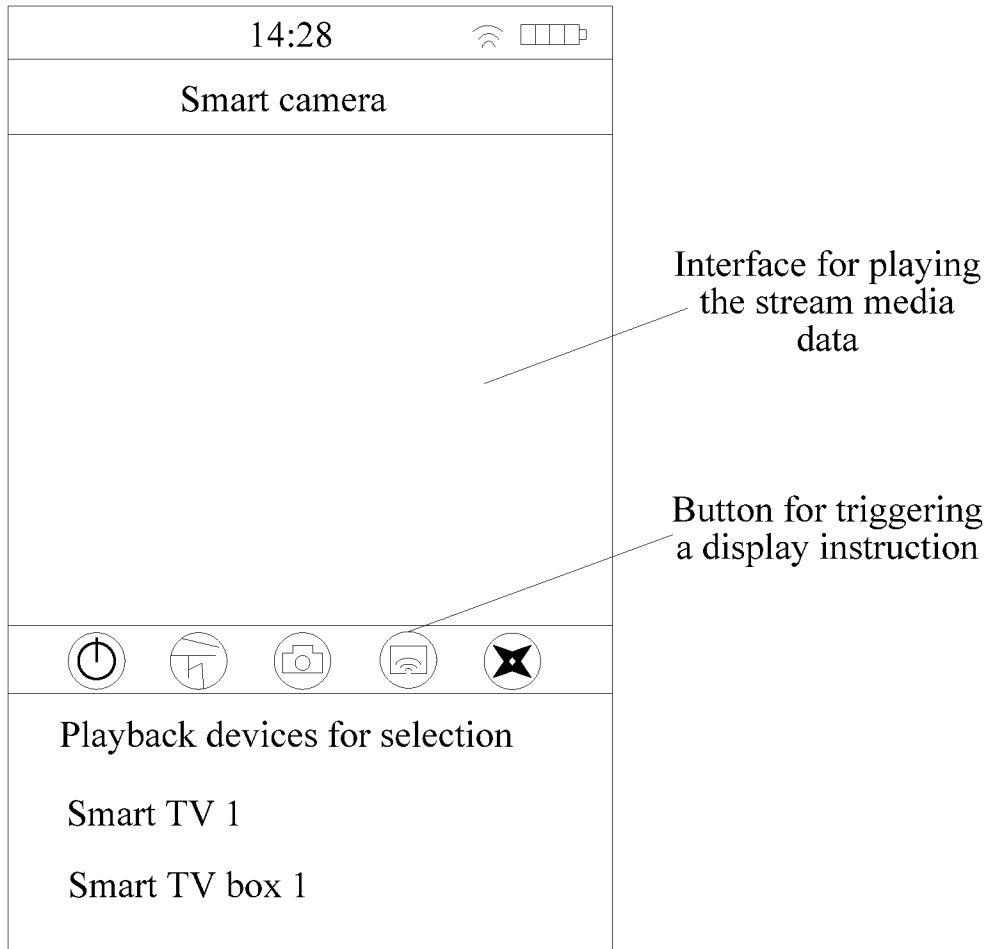 14:28
Smart camera
Interface for playing
the stream media
data
Button for triggering
a display instruction
Playback devices for selection
Smart TV 1
Smart TV box 1